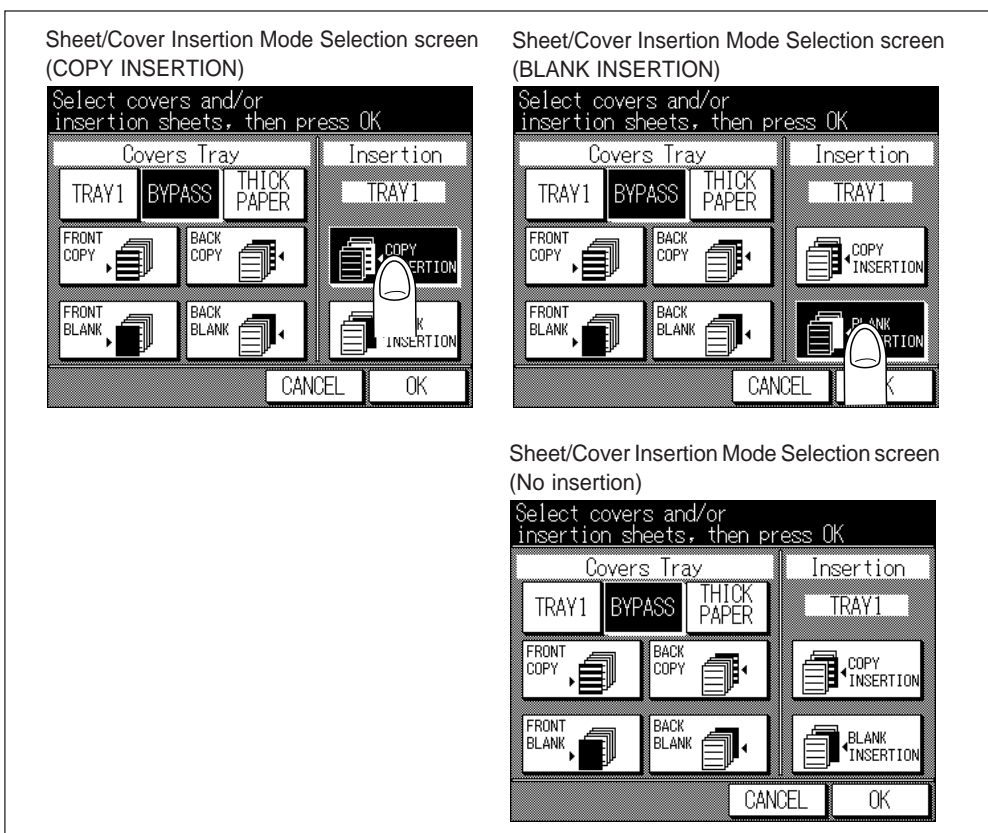 Sheet/Cover Insertion Mode Selection screen
(COPY INSERTION)
Select covers and/or
insertion sheets, then press OK
Covers Tray
Insertion
TRAY1
BYPASS
THICK
PAPER
TRAY1
FRONT
COPY
BACK
COPY
COPY
ERTION
FRONT
BLANK
BACK
BLANK
K
INSERTION
CANCEL
OK
Sheet/Cover Insertion Mode Selection screen
(BLANK INSERTION)
Select covers and/or
insertion sheets, then press OK
Covers Tray
Insertion
TRAY1
BYPASS
THICK
PAPER
TRAY1
FRONT
COPY
BACK
COPY
COPY
INSERTION
FRONT
BLANK
BACK
BLANK
BLANK
ERTION
CANCEL
K
Sheet/Cover Insertion Mode Selection screen
(No insertion)
Select covers and/or
insertion sheets, then press OK
Covers Tray
Insertion
TRAY1
BYPASS
THICK
PAPER
TRAY1
FRONT
COPY
BACK
COPY
COPY
INSERTION
FRONT
BLANK
BACK
BLANK
BLANK
INSERTION
CANCEL
OK